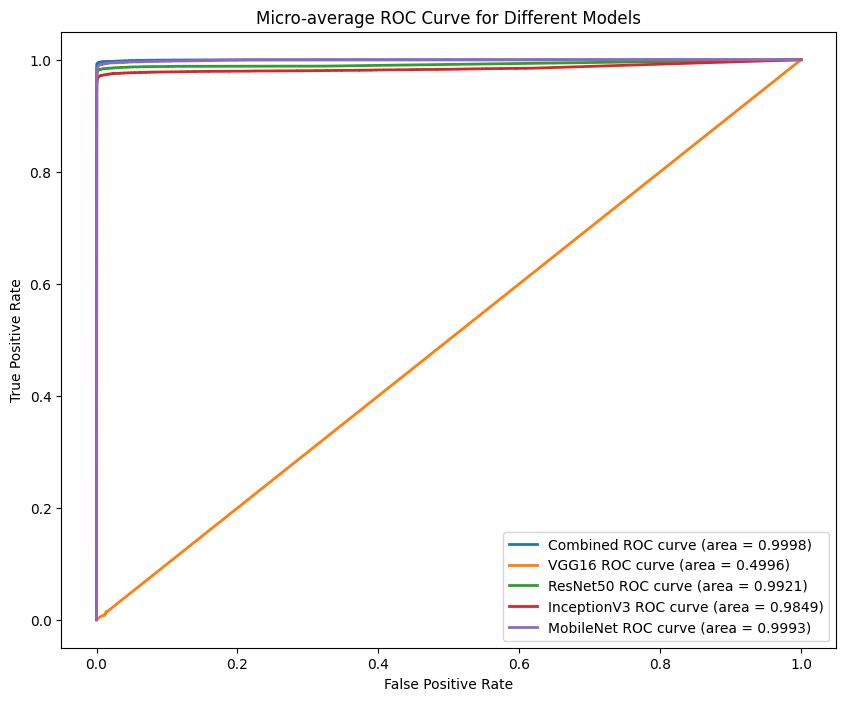 Micro-average ROC Curve for Different Models
True Positive Rate
1.0
0.8
0.6
0.4
0.2
0.0
Combined ROC curve (area = 0.9998)
VGG16 ROC curve (area = 0.4996)
ResNet50 ROC curve (area = 0.9921)
InceptionV3 ROC curve (area = 0.9849)
MobileNet ROC curve (area = 0.9993)
0.0 0.2 0.4 0.6 0.8 1.0
False Positive Rate